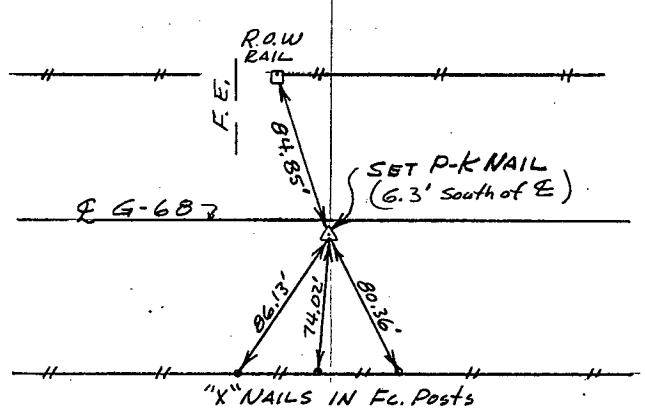 R.O.W
RAIL
F.E.
84.85'
SET P-K NAIL
(6.3' South of ℄)
℄ G-68
86.13'
74.02'
80.36'
"X" NAILS IN Fc. Posts